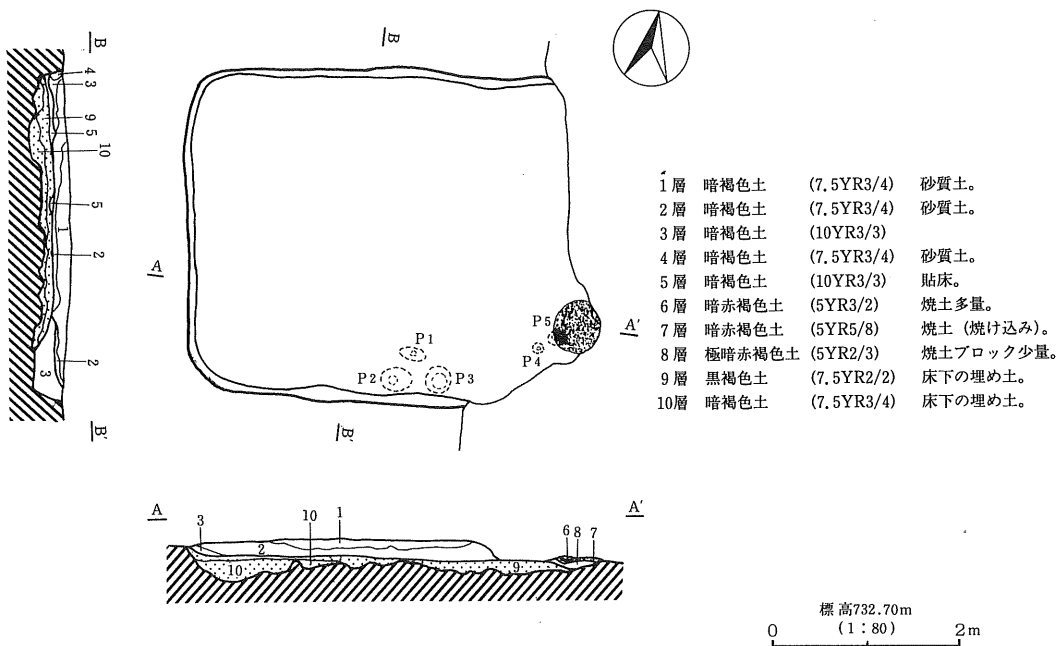 B
B
4
3
9
5
10
5
1
2
2
3
B'
A
P1
P2
P3
P4
P5
A'
B'
1層 暗褐色土 (7.5YR3/4) 砂質土。
2層 暗褐色土 (7.5YR3/4) 砂質土。
3層 暗褐色土 (10YR3/3)
4層 暗褐色土 (7.5YR3/4) 砂質土。
5層 暗褐色土 (10YR3/3) 貼床。
6層 暗赤褐色土 (5YR3/2) 焼土多量。
7層 暗赤褐色土 (5YR5/8) 焼土 (焼け込み)。
8層 極暗赤褐色土 (5YR2/3) 焼土ブロック少量。
9層 黒褐色土 (7.5YR2/2) 床下の埋め土。
10層 暗褐色土 (7.5YR3/4) 床下の埋め土。
A
A'
3
10
1
6 8 7
2
10
9
標高732.70m
(1:80)
0 2m